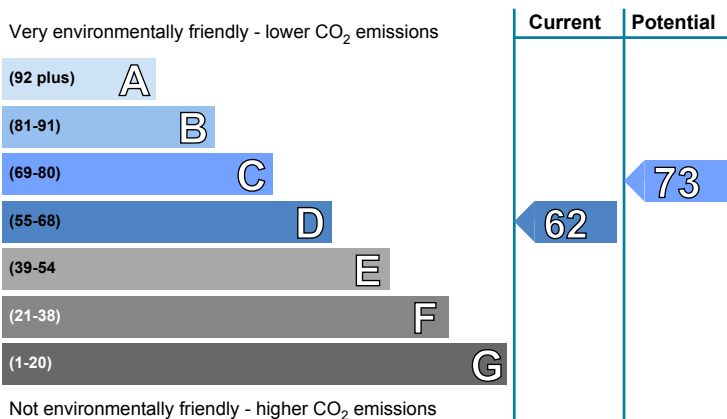 Current Potential
Very environmentally friendly - lower CO2 emissions
(92 plus) A
(81-91) B
(69-80) C
73
(55-68) D
62
(39-54 E
(21-38) F
(1-20) G
Not environmentally friendly - higher CO2 emissions